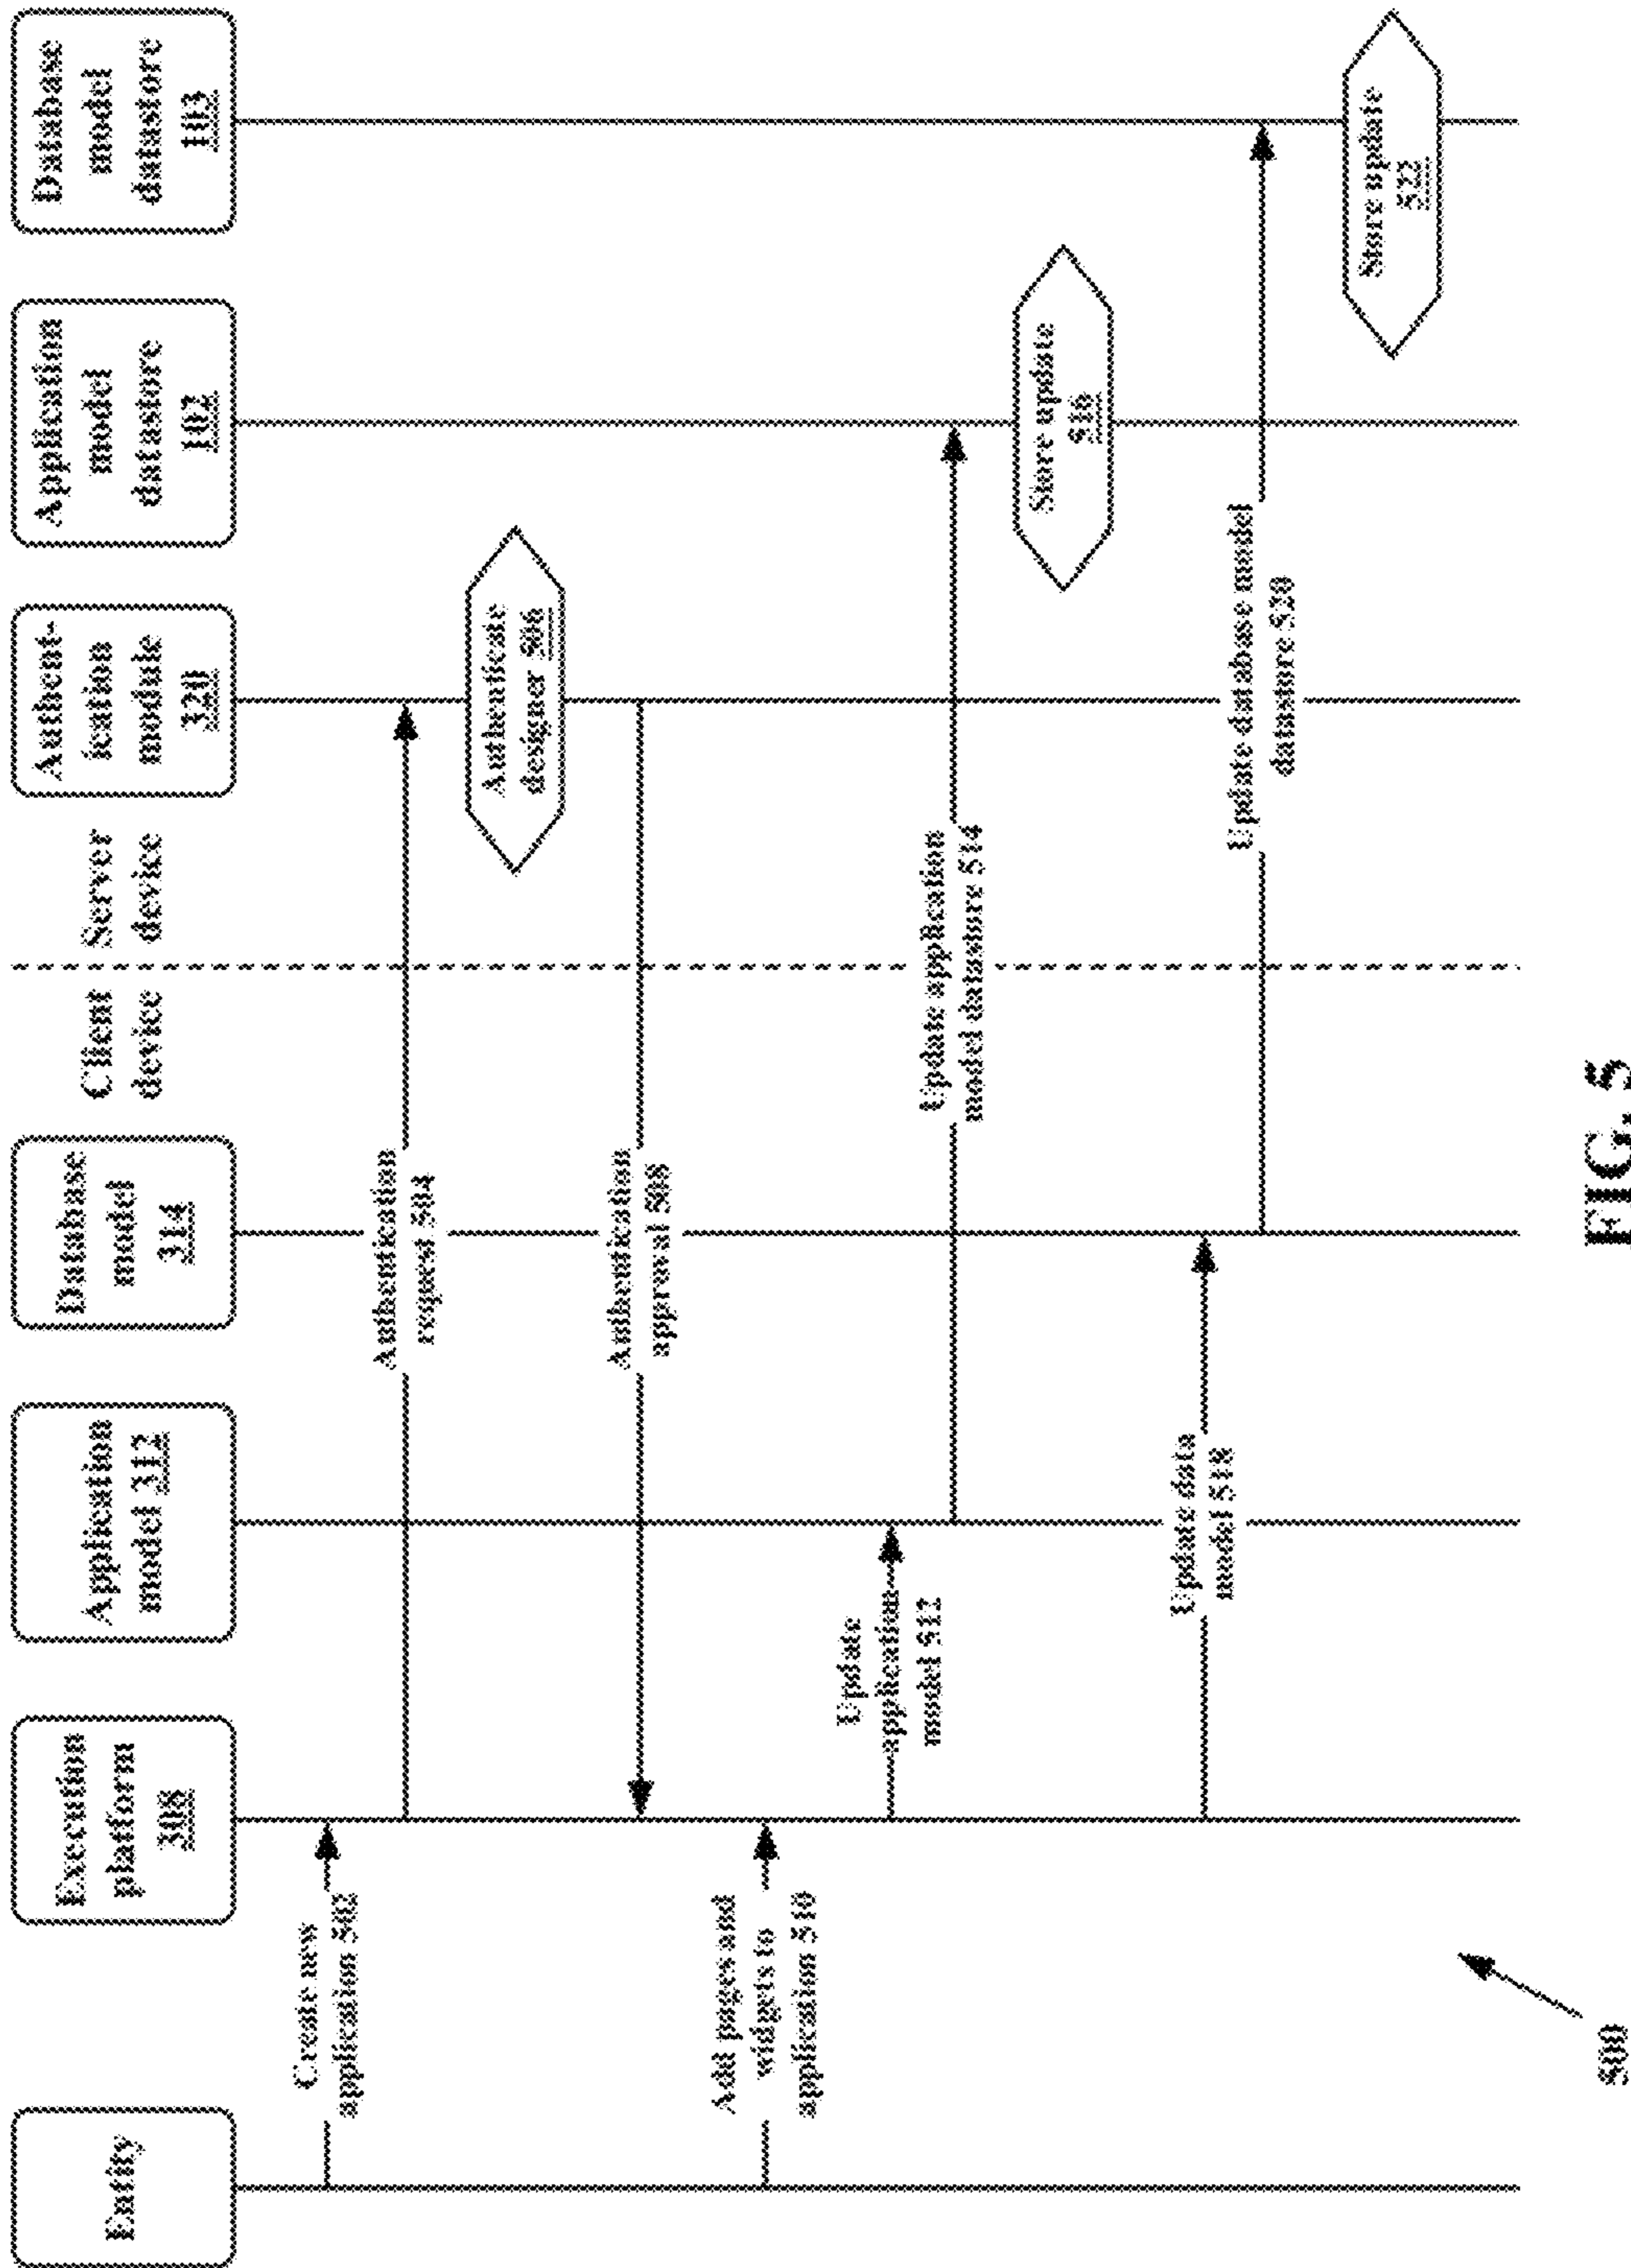 Entity
Execution
platform
308
Application
model 312
Database
model
314
Client
device
Server
device
Authent-
ication
module
320
Application
model
datastore
102
Database
model
datastore
103
Create new
application 502
Authentication
request 504
Authenticate
designer 506
Authentication
approval 508
Add pages and
widgets to
application 510
Update
application
model 512
Update application
model datastore 514
Store update
516
Update data
model 518
Update database model
datastore 520
Store update
522
500
FIG. 5